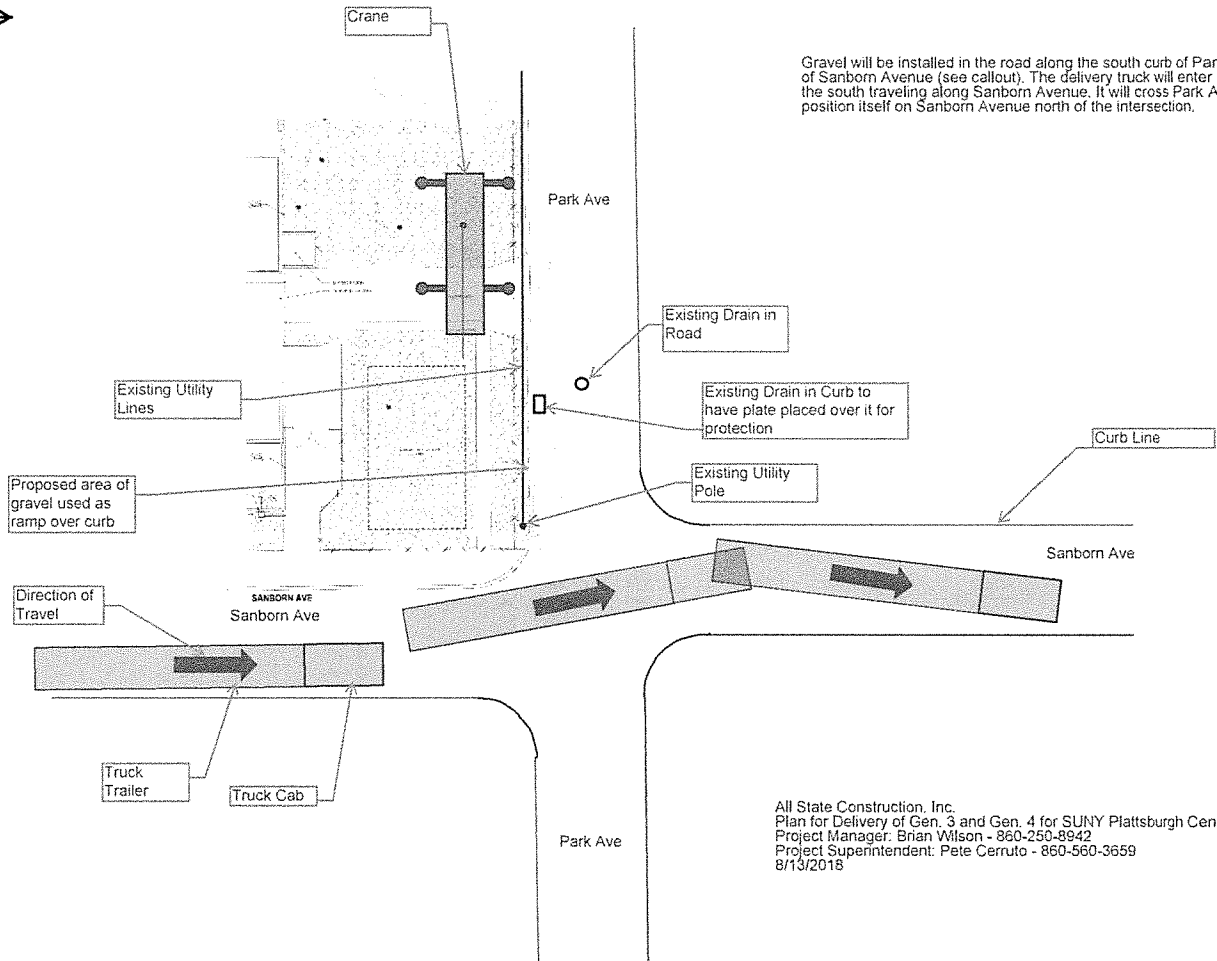 Crane
Gravel will be installed in the road along the south curb of Par
of Sanborn Avenue (see callout). The delivery truck will enter
the south traveling along Sanborn Avenue. It will cross Park A
position itself on Sanborn Avenue north of the intersection.
Park Ave
Existing Drain in
Road
Existing Utility
Lines
Existing Drain in Curb to
have plate placed over it for
protection
Curb Line
Proposed area of
gravel used as
ramp over curb
Existing Utility
Pole
Sanborn Ave
Direction of
Travel
SANBORN AVE
Sanborn Ave
Truck
Trailer
Truck Cab
Park Ave
All State Construction, Inc.
Plan for Delivery of Gen. 3 and Gen. 4 for SUNY Plattsburgh Cen
Project Manager: Brian Wilson - 860-250-8942
Project Superintendent: Pete Cerruto - 860-560-3659
8/13/2018